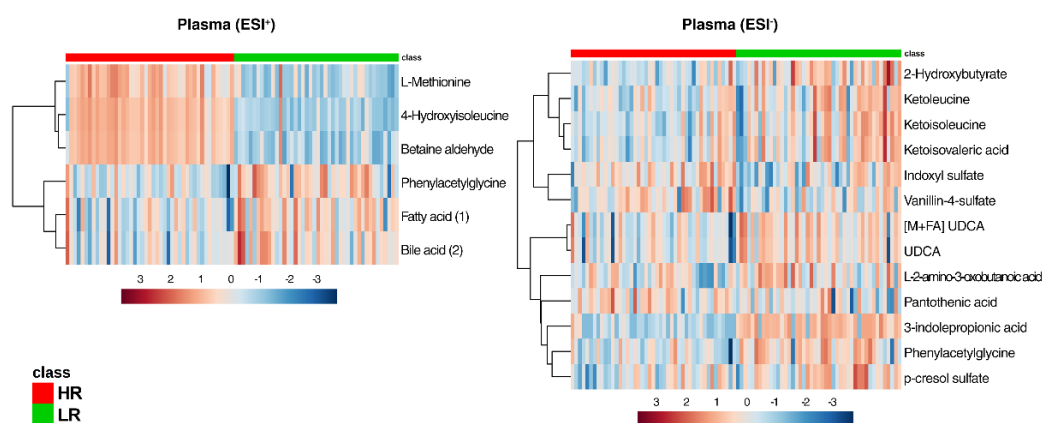 Plasma (ESI⁺)
class
L-Methionine
4-Hydroxyisoleucine
Betaine aldehyde
Phenylacetylglycine
Fatty acid (1)
Bile acid (2)
3 2 1 0 -1 -2 -3
class
HR
LR
Plasma (ESI⁻)
class
2-Hydroxybutyrate
Ketoleucine
Ketoisoleucine
Ketoisovaleric acid
Indoxyl sulfate
Vanillin-4-sulfate
[M+FA] UDCA
UDCA
L-2-amino-3-oxobutanoic acid
Pantothenic acid
3-indolepropionic acid
Phenylacetylglycine
p-cresol sulfate
3 2 1 0 -1 -2 -3